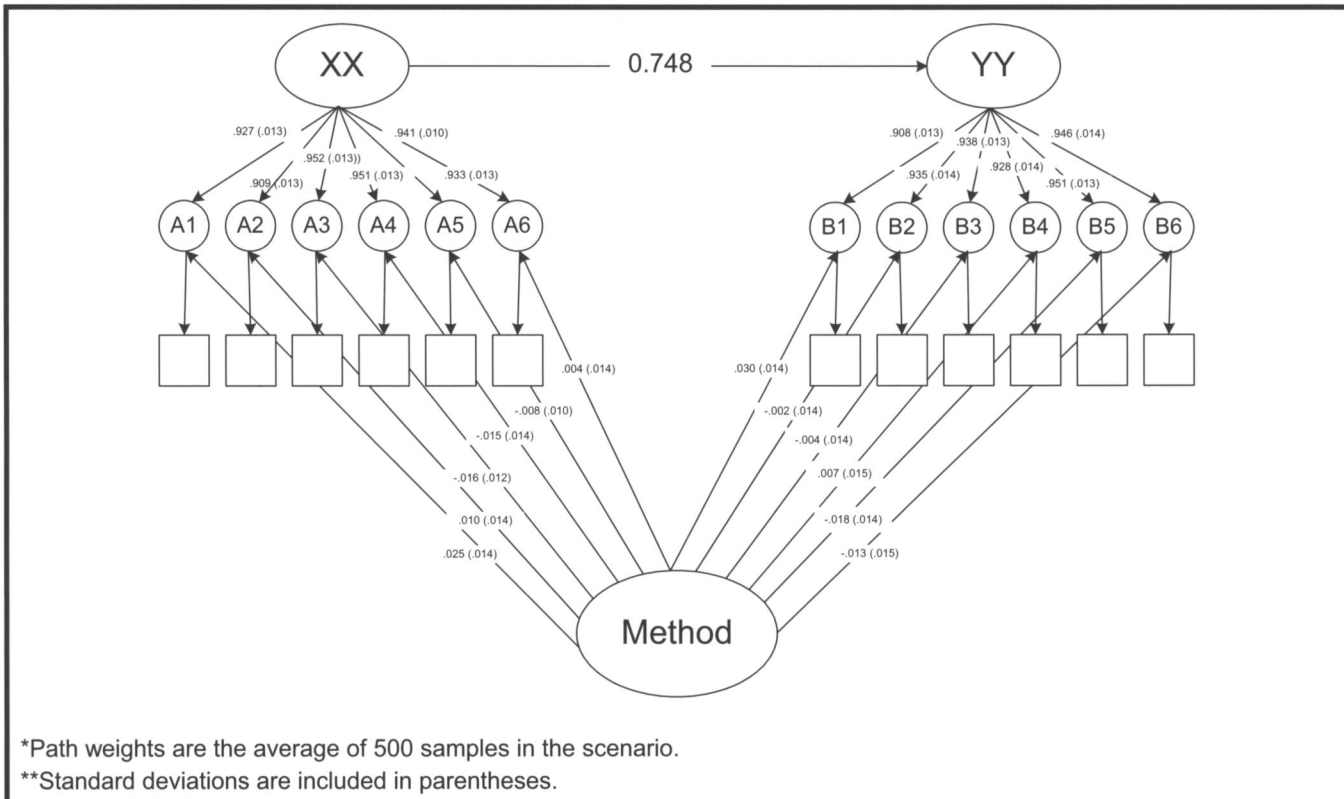 XX
0.748
YY
.927 (.013)
.941 (.010)
.952 (.013))
.909 (.013)
.951 (.013)
.933 (.013)
.908 (.013)
.946 (.014)
.938 (.013)
.935 (.014)
.928 (.014)
.951 (.013)
A1
A2
A3
A4
A5
A6
B1
B2
B3
B4
B5
B6
.004 (.014)
-.008 (.010)
-.015 (.014)
-.016 (.012)
.010 (.014)
.025 (.014)
.030 (.014)
-.002 (.014)
-.004 (.014)
.007 (.015)
-.018 (.014)
-.013 (.015)
Method
*Path weights are the average of 500 samples in the scenario.
**Standard deviations are included in parentheses.